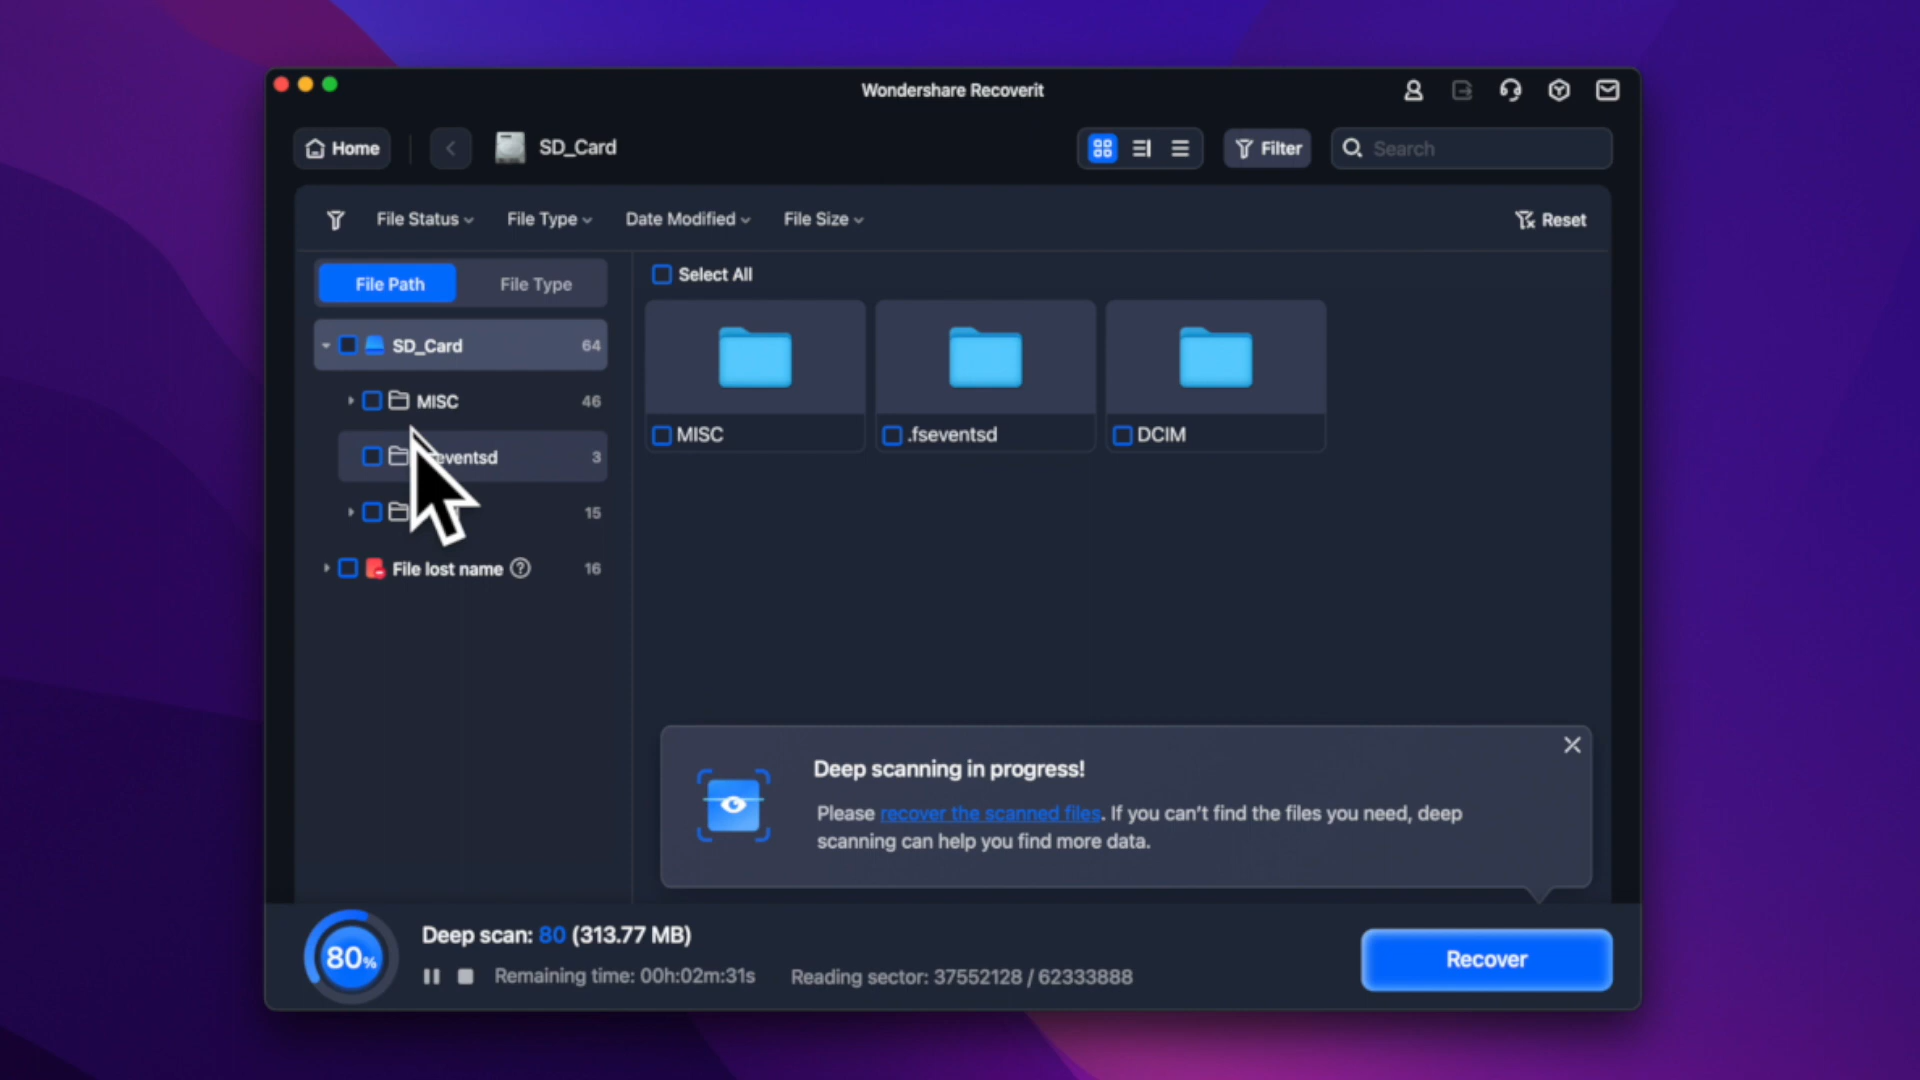 Wondershare Recoverit
Home
SD_Card
Filter
Search
File Status
File Type
Date Modified
File Size
Reset
File Path
File Type
Select All
SD_Card 64
MISC 46
eventsd 3
15
File lost name ? 16
MISC
.fseventsd
DCIM
Deep scanning in progress!
Please recover the scanned files. If you can't find the files you need, deep
scanning can help you find more data.
80%
Deep scan: 80 (313.77 MB)
Remaining time: 00h:02m:31s
Reading sector: 37552128 / 62333888
Recover